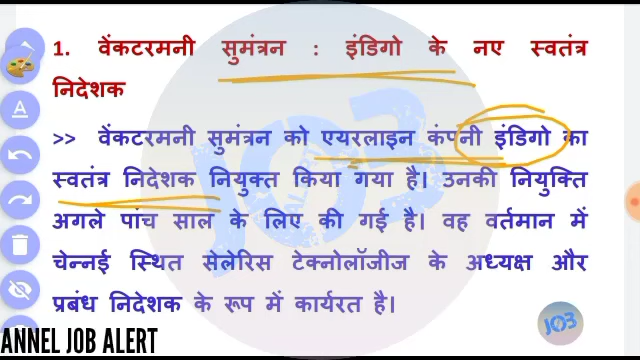 1. वेंकटरमनी सुमंत्रन : इंडिगो के नए स्वतंत्र
निदेशक
>> वेंकटरमनी सुमंत्रन को एयरलाइन कंपनी इंडिगो का
स्वतंत्र निदेशक नियुक्त किया गया है। उनकी नियुक्ति
अगले पांच साल के लिए की गई है। वह वर्तमान में
चेन्नई स्थित सेलेरिस टेक्नोलॉजीज के अध्यक्ष और
प्रबंध निदेशक के रूप में कार्यरत है।
JOB
ANNEL JOB ALERT